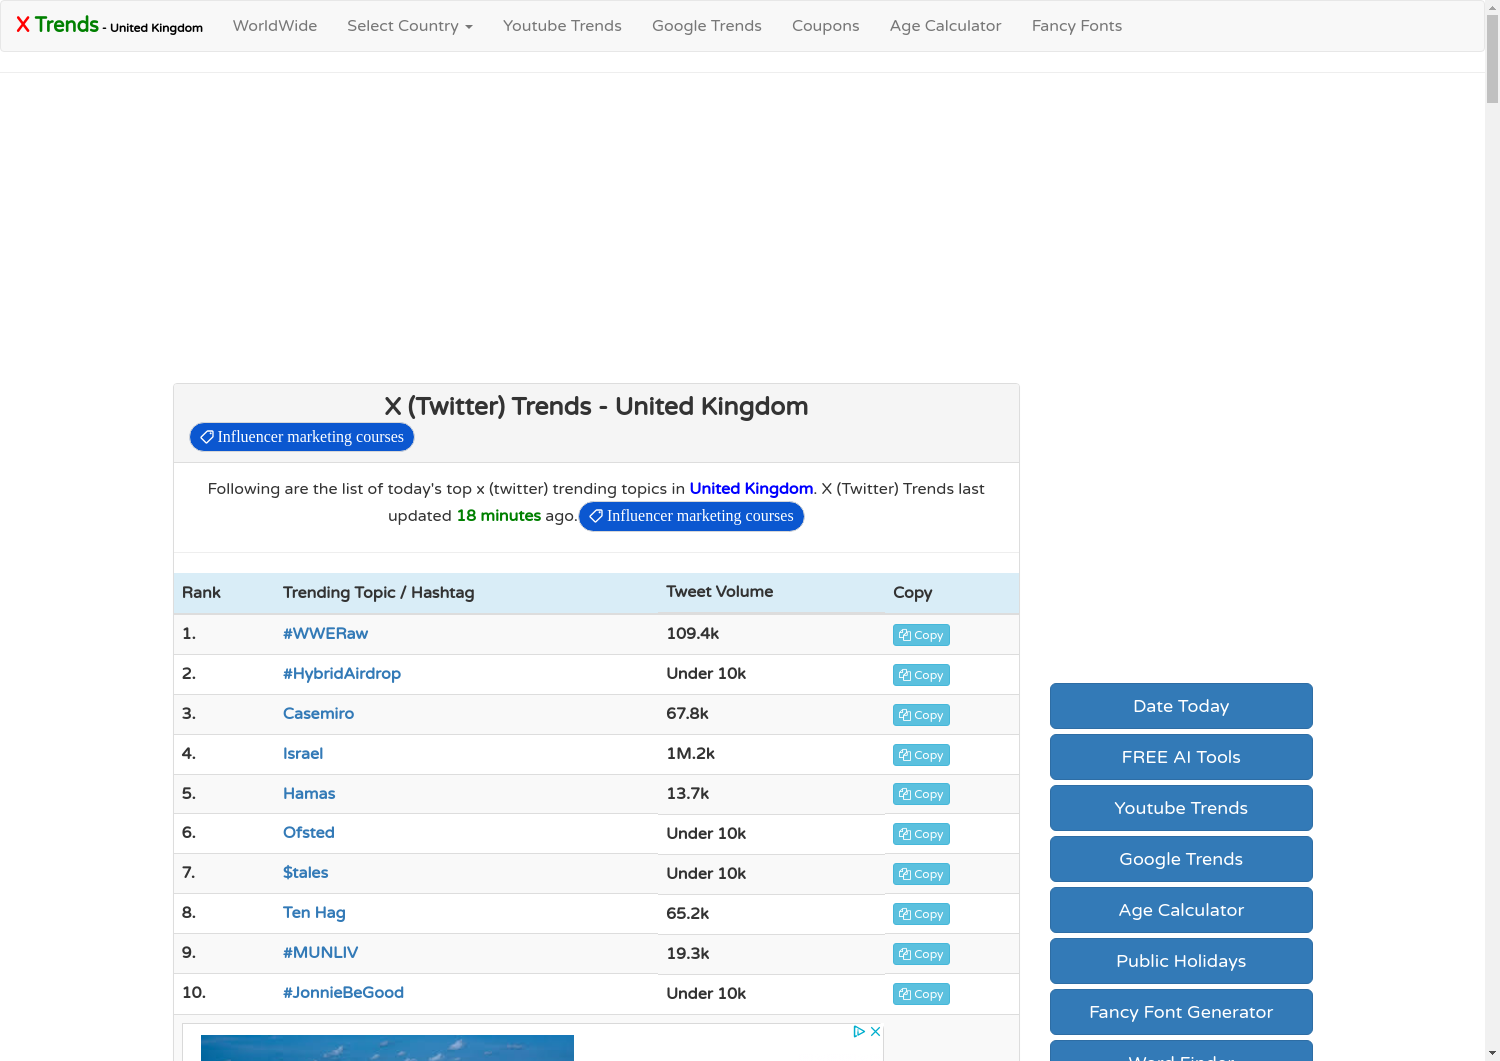 X Trends - United Kingdom WorldWide Select Country Youtube Trends Google Trends Coupons Age Calculator Fancy Fonts
X (Twitter) Trends - United Kingdom
Influencer marketing courses
Following are the list of today's top x (twitter) trending topics in United Kingdom. X (Twitter) Trends last
updated 18 minutes ago. Influencer marketing courses
Rank Trending Topic / Hashtag Tweet Volume Copy
1. #WWERaw 109.4k Copy
2. #HybridAirdrop Under 10k Copy
3. Casemiro 67.8k Copy
4. Israel 1M.2k Copy
5. Hamas 13.7k Copy
6. Ofsted Under 10k Copy
7. $tales Under 10k Copy
8. Ten Hag 65.2k Copy
9. #MUNLIV 19.3k Copy
10. #JonnieBeGood Under 10k Copy
Date Today
FREE AI Tools
Youtube Trends
Google Trends
Age Calculator
Public Holidays
Fancy Font Generator
Word Finder